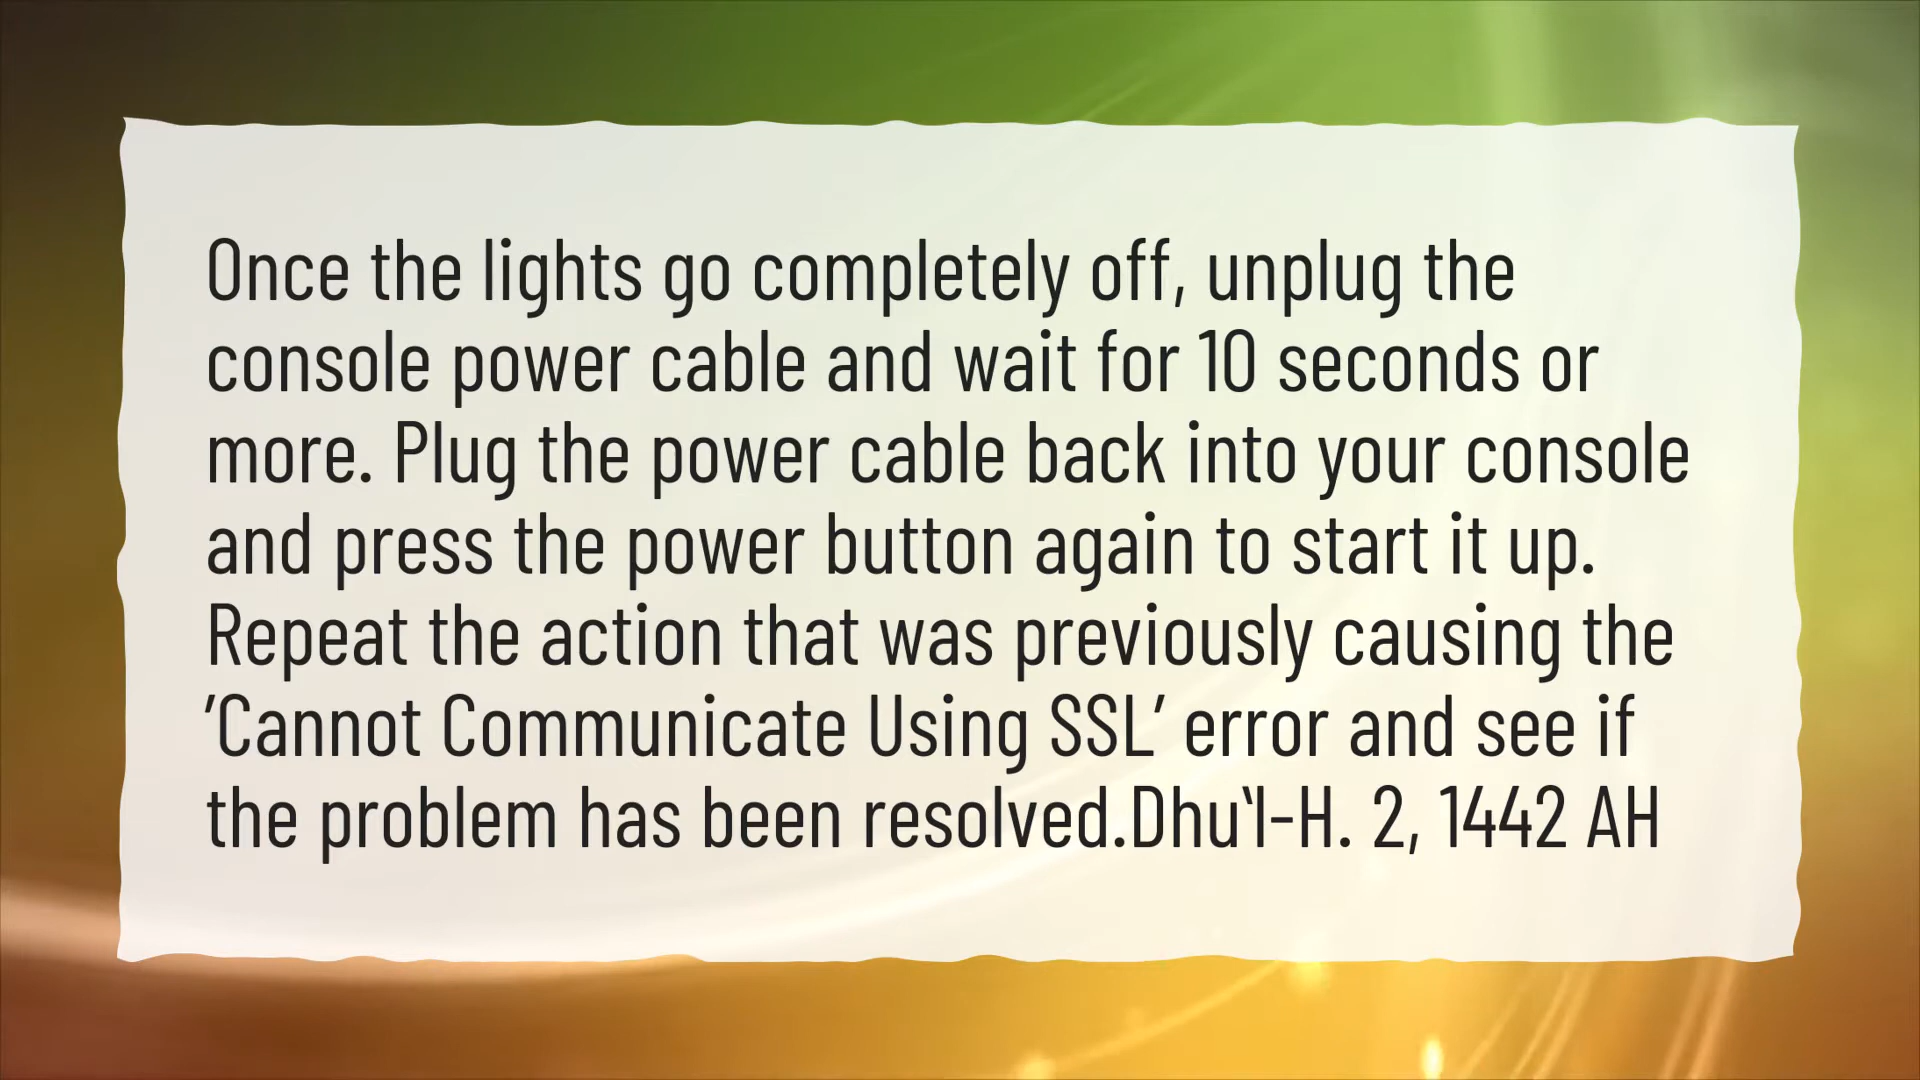 Once the lights go completely off, unplug the
console power cable and wait for 10 seconds or
more. Plug the power cable back into your console
and press the power button again to start it up.
Repeat the action that was previously causing the
′Cannot Communicate Using SSL′ error and see if
the problem has been resolved.Dhuʻl-H. 2, 1442 AH